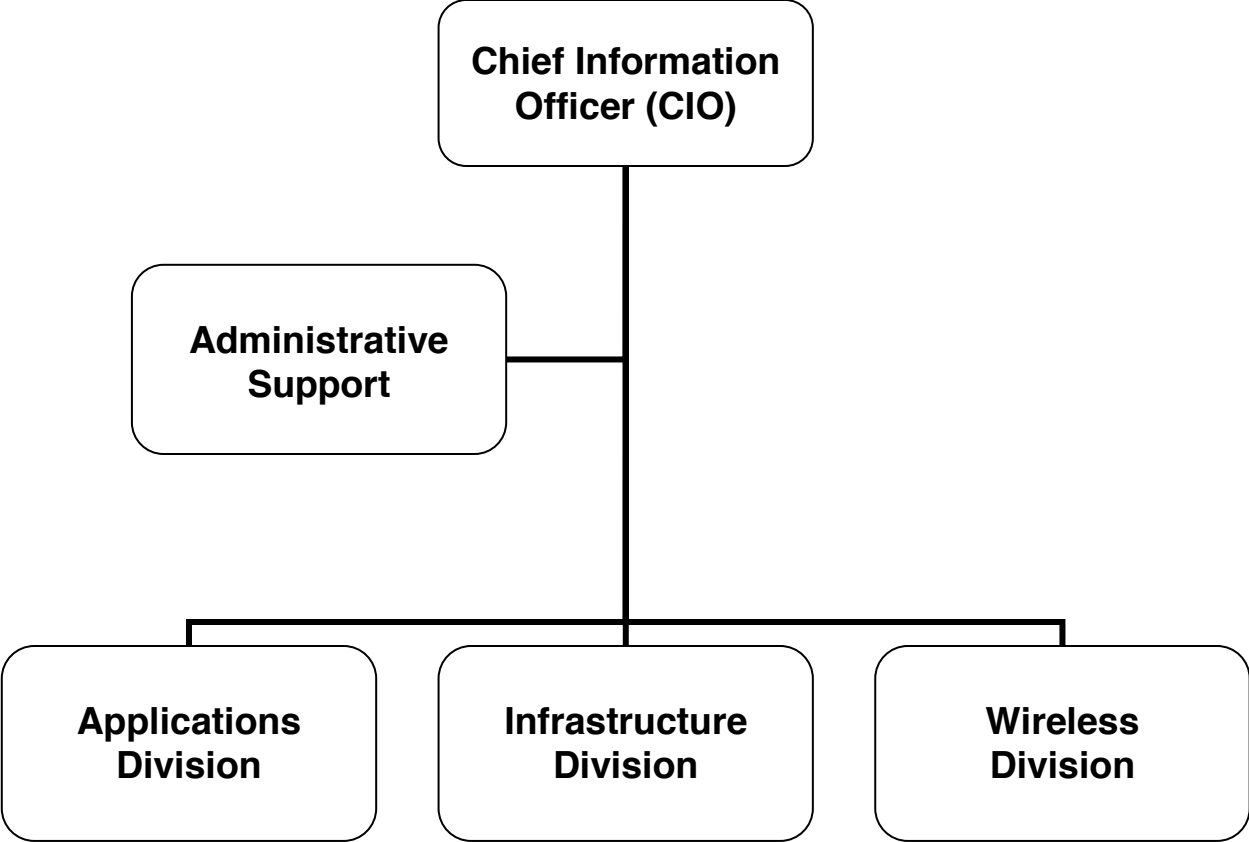 Chief Information
Officer (CIO)
Administrative
Support
Applications
Division
Infrastructure
Division
Wireless
Division